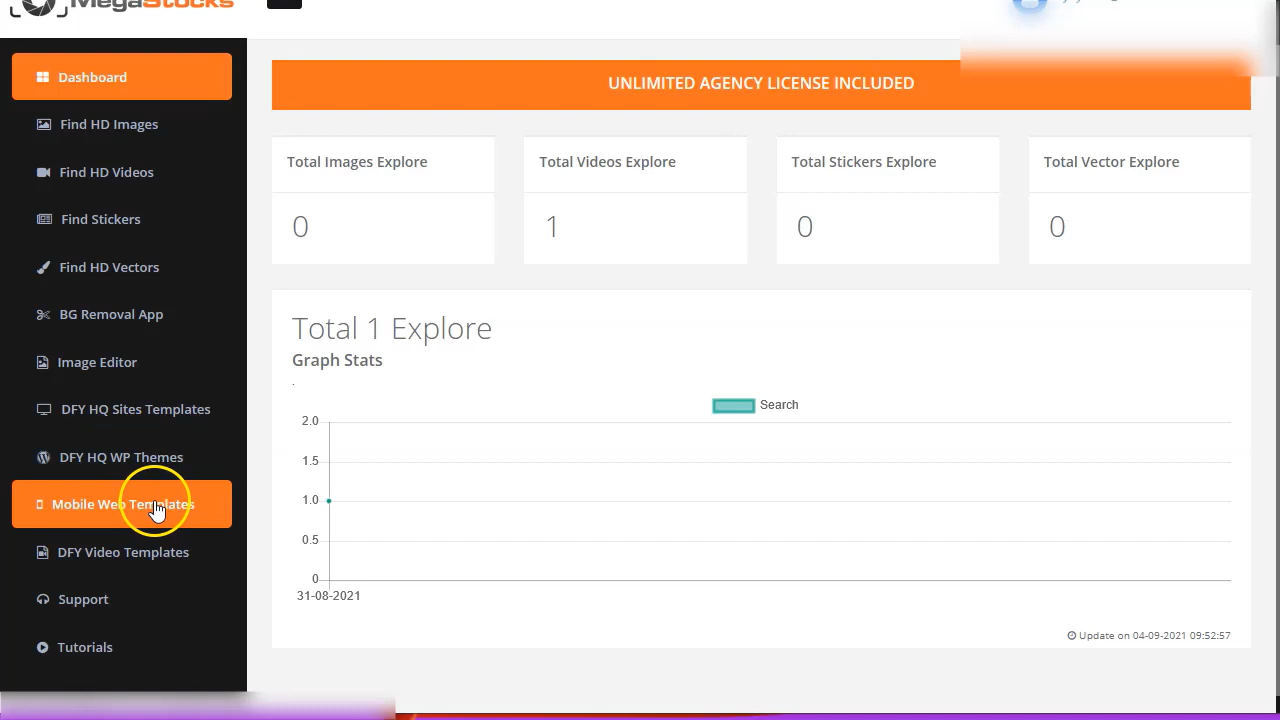 MegaStocks
UNLIMITED AGENCY LICENSE INCLUDED
Dashboard
Find HD Images
Find HD Videos
Find Stickers
Find HD Vectors
BG Removal App
Image Editor
DFY HQ Sites Templates
DFY HQ WP Themes
Mobile Web Templates
DFY Video Templates
Support
Tutorials
Total Images Explore
0
Total Videos Explore
1
Total Stickers Explore
0
Total Vector Explore
0
Total 1 Explore
Graph Stats
.
Search
2.0
1.5
1.0
0.5
0
31-08-2021
Update on 04-09-2021 09:52:57